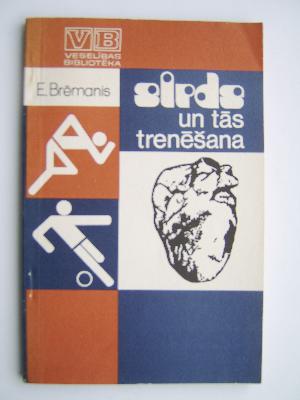 VB
VESELĪBAS
BIBLIOTĒKA
E. Brēmanis
sirds
un tās
trenēšana